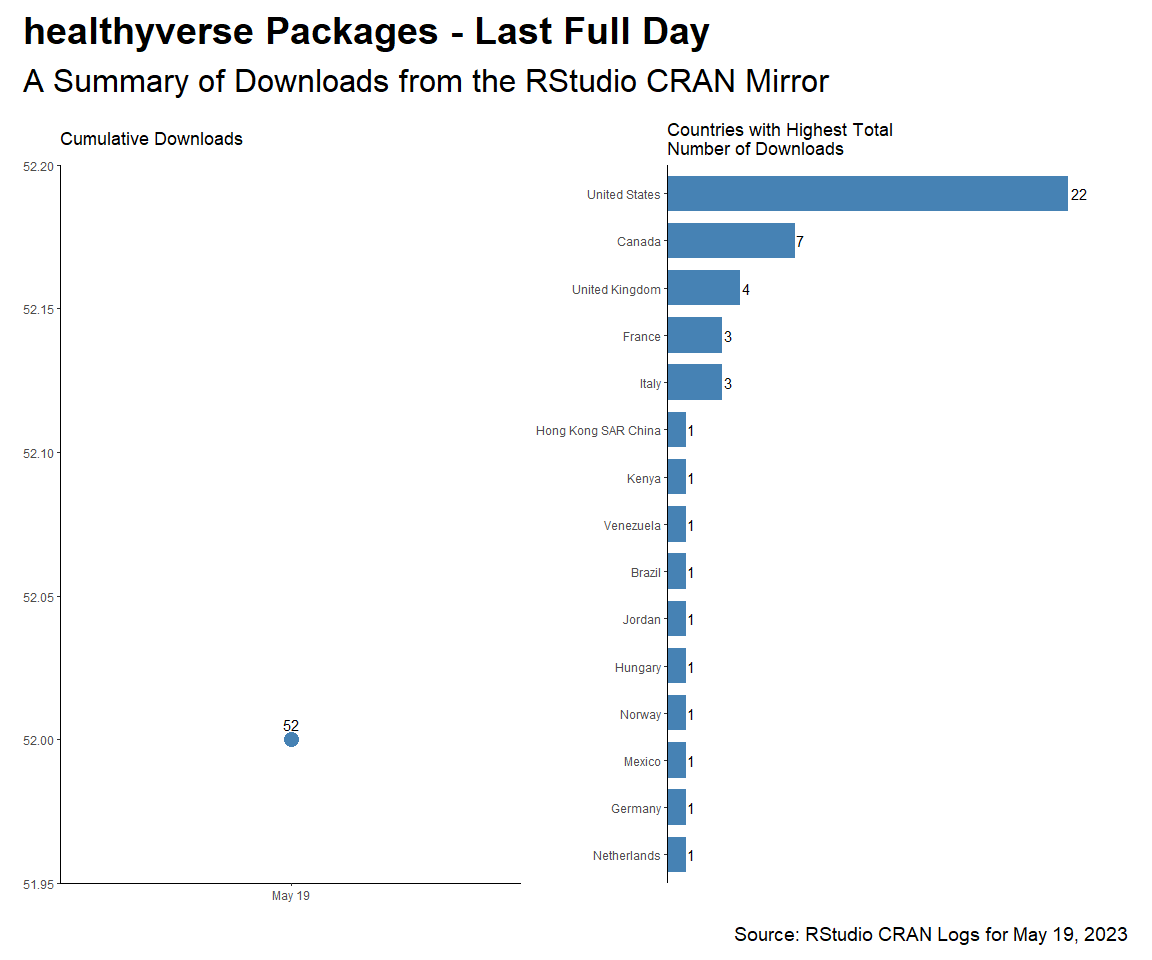 healthyverse Packages - Last Full Day
A Summary of Downloads from the RStudio CRAN Mirror
Cumulative Downloads
52.20
52.15
52.10
52.05
52.00
51.95
52
May 19
Countries with Highest Total
Number of Downloads
United States 22
Canada 7
United Kingdom 4
France 3
Italy 3
Hong Kong SAR China 1
Kenya 1
Venezuela 1
Brazil 1
Jordan 1
Hungary 1
Norway 1
Mexico 1
Germany 1
Netherlands 1
Source: RStudio CRAN Logs for May 19, 2023